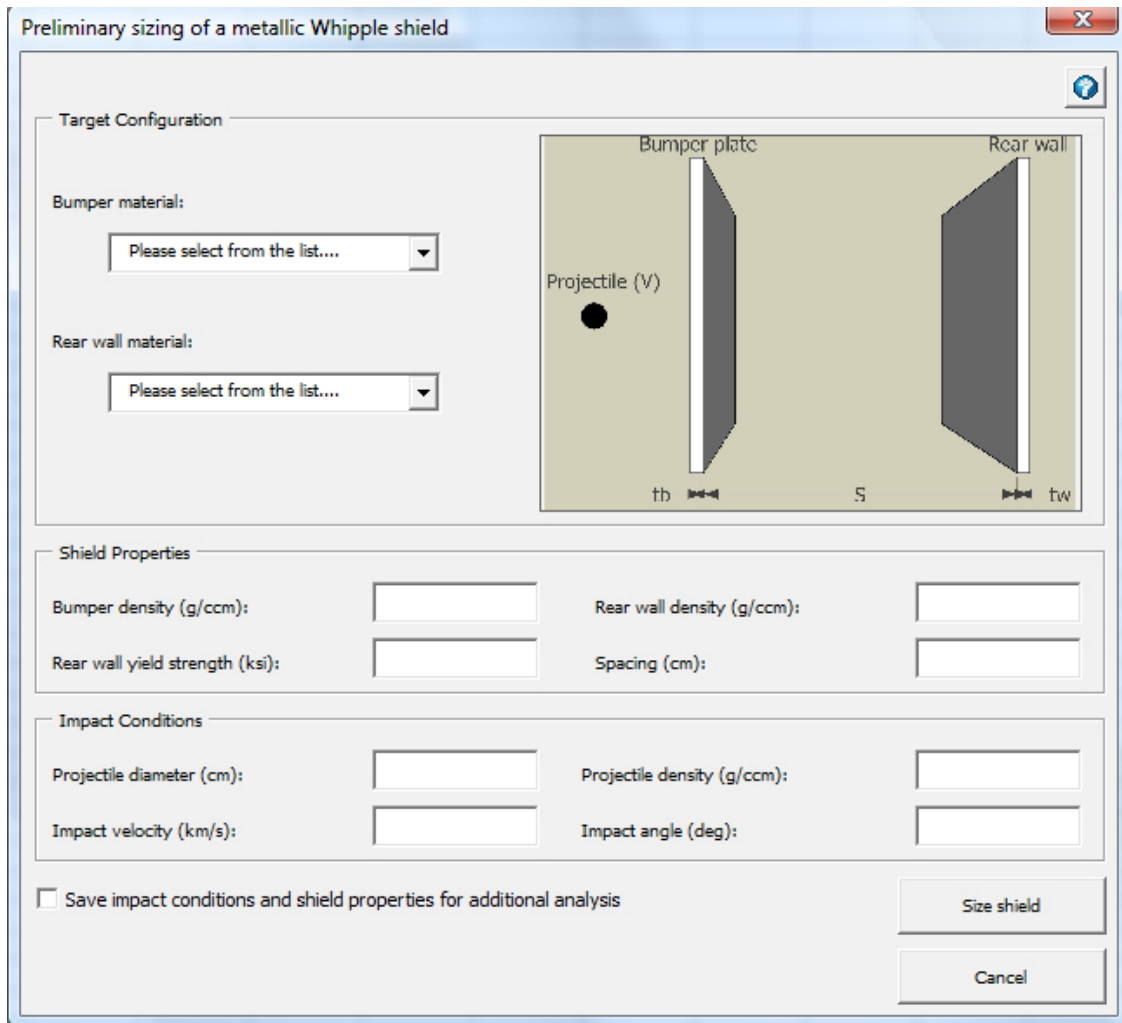 Preliminary sizing of a metallic Whipple shield
Target Configuration
Bumper material:
Please select from the list....
Rear wall material:
Please select from the list....
Bumper plate
Rear wall
Projectile (V)
tb
S
tw
Shield Properties
Bumper density (g/ccm):
Rear wall density (g/ccm):
Rear wall yield strength (ksi):
Spacing (cm):
Impact Conditions
Projectile diameter (cm):
Projectile density (g/ccm):
Impact velocity (km/s):
Impact angle (deg):
Save impact conditions and shield properties for additional analysis
Size shield
Cancel